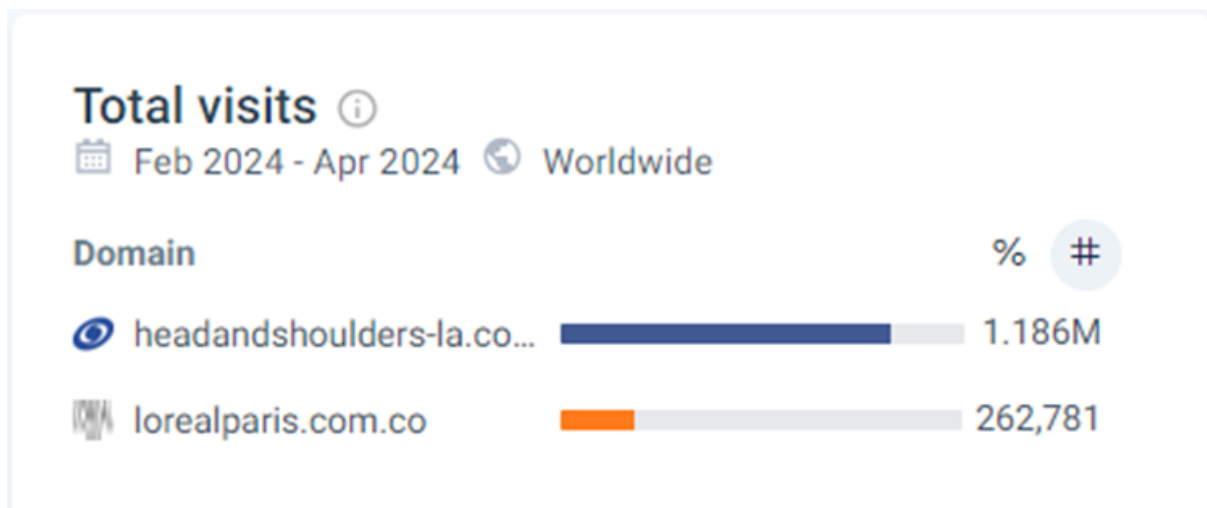 Total visits
Feb 2024 - Apr 2024 Worldwide
Domain % #
headandshoulders-la.co... 1.186M
lorealparis.com.co 262,781